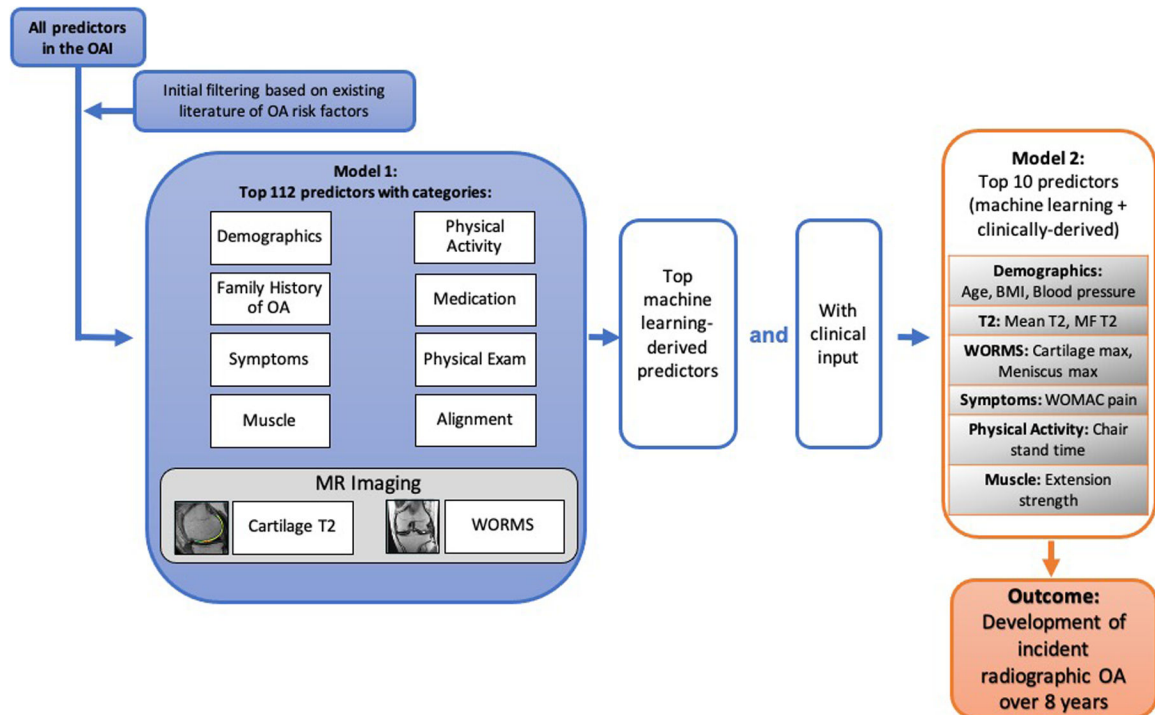 All predictors
in the OAI
Initial filtering based on existing
literature of OA risk factors
Model 1:
Top 112 predictors with categories:
Demographics
Physical
Activity
Family History
of OA
Medication
Symptoms
Physical Exam
Muscle
Alignment
MR Imaging
Cartilage T2
WORMS
Top
machine
learning-
derived
predictors
and
With
clinical
input
Model 2:
Top 10 predictors
(machine learning +
clinically-derived)
Demographics:
Age, BMI, Blood pressure
T2: Mean T2, MF T2
WORMS: Cartilage max,
Meniscus max
Symptoms: WOMAC pain
Physical Activity: Chair
stand time
Muscle: Extension
strength
Outcome:
Development of
incident
radiographic OA
over 8 years